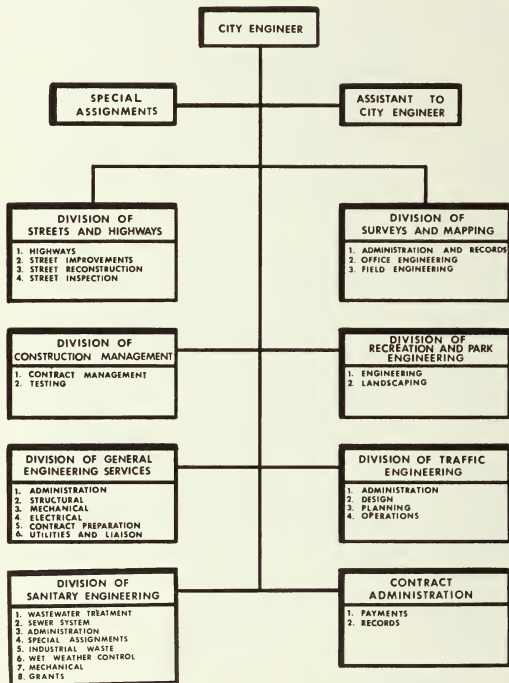 CITY ENGINEER
SPECIAL
ASSIGNMENTS
ASSISTANT TO
CITY ENGINEER
DIVISION OF
STREETS AND HIGHWAYS
1. HIGHWAYS
2. STREET IMPROVEMENTS
3. STREET RECONSTRUCTION
4. STREET INSPECTION
DIVISION OF
SURVEYS AND MAPPING
1. ADMINISTRATION AND RECORDS
2. OFFICE ENGINEERING
3. FIELD ENGINEERING
DIVISION OF
CONSTRUCTION MANAGEMENT
1. CONTRACT MANAGEMENT
2. TESTING
DIVISION OF
RECREATION AND PARK
ENGINEERING
1. ENGINEERING
2. LANDSCAPING
DIVISION OF GENERAL
ENGINEERING SERVICES
1. ADMINISTRATION
2. STRUCTURAL
3. MECHANICAL
4. ELECTRICAL
5. CONTRACT PREPARATION
6. UTILITIES AND LIAISON
DIVISION OF TRAFFIC
ENGINEERING
1. ADMINISTRATION
2. DESIGN
3. PLANNING
4. OPERATIONS
DIVISION OF
SANITARY ENGINEERING
1. WASTEWATER TREATMENT
2. SEWER SYSTEM
3. ADMINISTRATION
4. SPECIAL ASSIGNMENTS
5. INDUSTRIAL WASTE
6. WET WEATHER CONTROL
7. MECHANICAL
8. GRANTS
CONTRACT
ADMINISTRATION
1. PAYMENTS
2. RECORDS